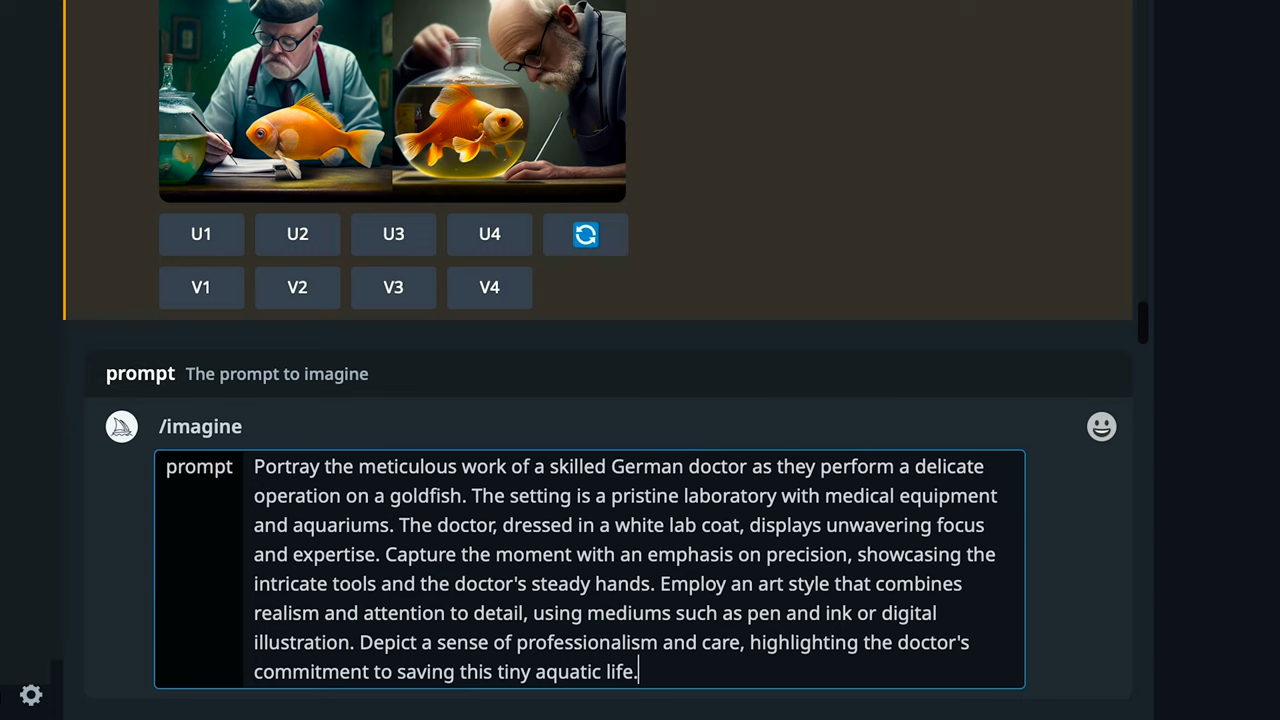 U1 U2 U3 U4
V1 V2 V3 V4
prompt The prompt to imagine
/imagine
prompt Portray the meticulous work of a skilled German doctor as they perform a delicate
operation on a goldfish. The setting is a pristine laboratory with medical equipment
and aquariums. The doctor, dressed in a white lab coat, displays unwavering focus
and expertise. Capture the moment with an emphasis on precision, showcasing the
intricate tools and the doctor's steady hands. Employ an art style that combines
realism and attention to detail, using mediums such as pen and ink or digital
illustration. Depict a sense of professionalism and care, highlighting the doctor's
commitment to saving this tiny aquatic life.